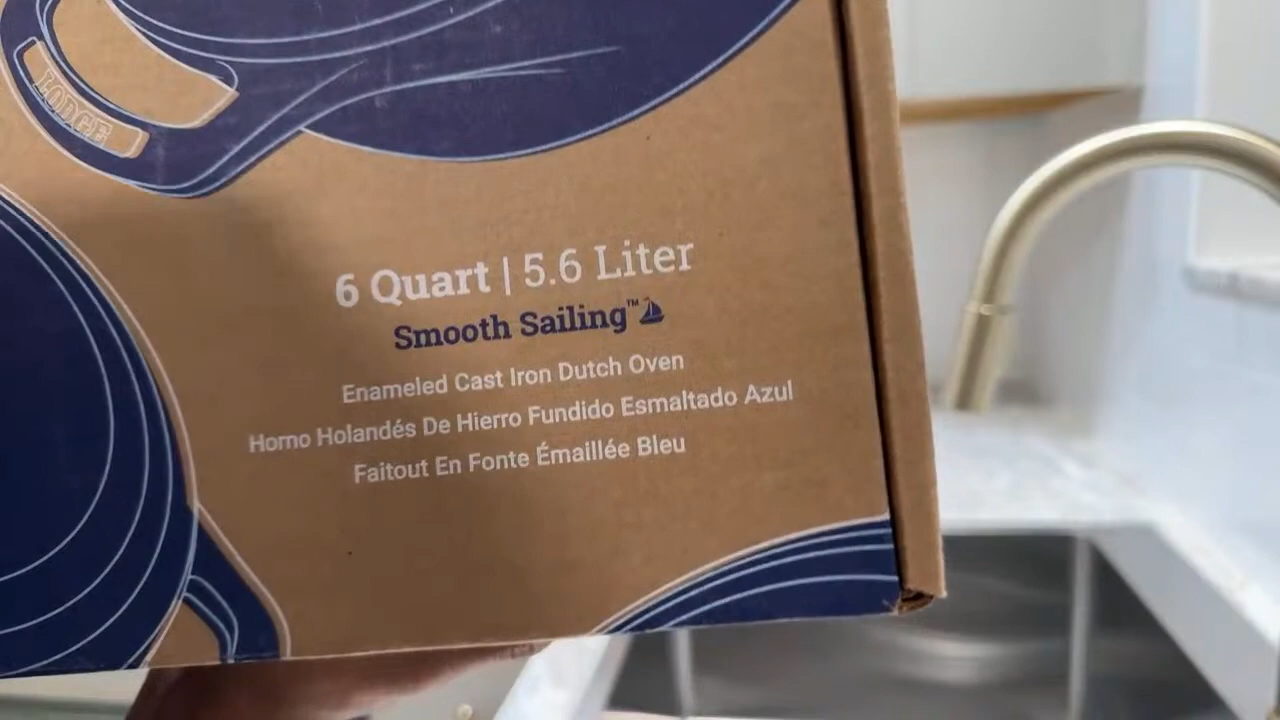 LODGE
6 Quart | 5.6 Liter
Smooth Sailing™
Enameled Cast Iron Dutch Oven
Horno Holandés De Hierro Fundido Esmaltado Azul
Faitout En Fonte Émaillée Bleu